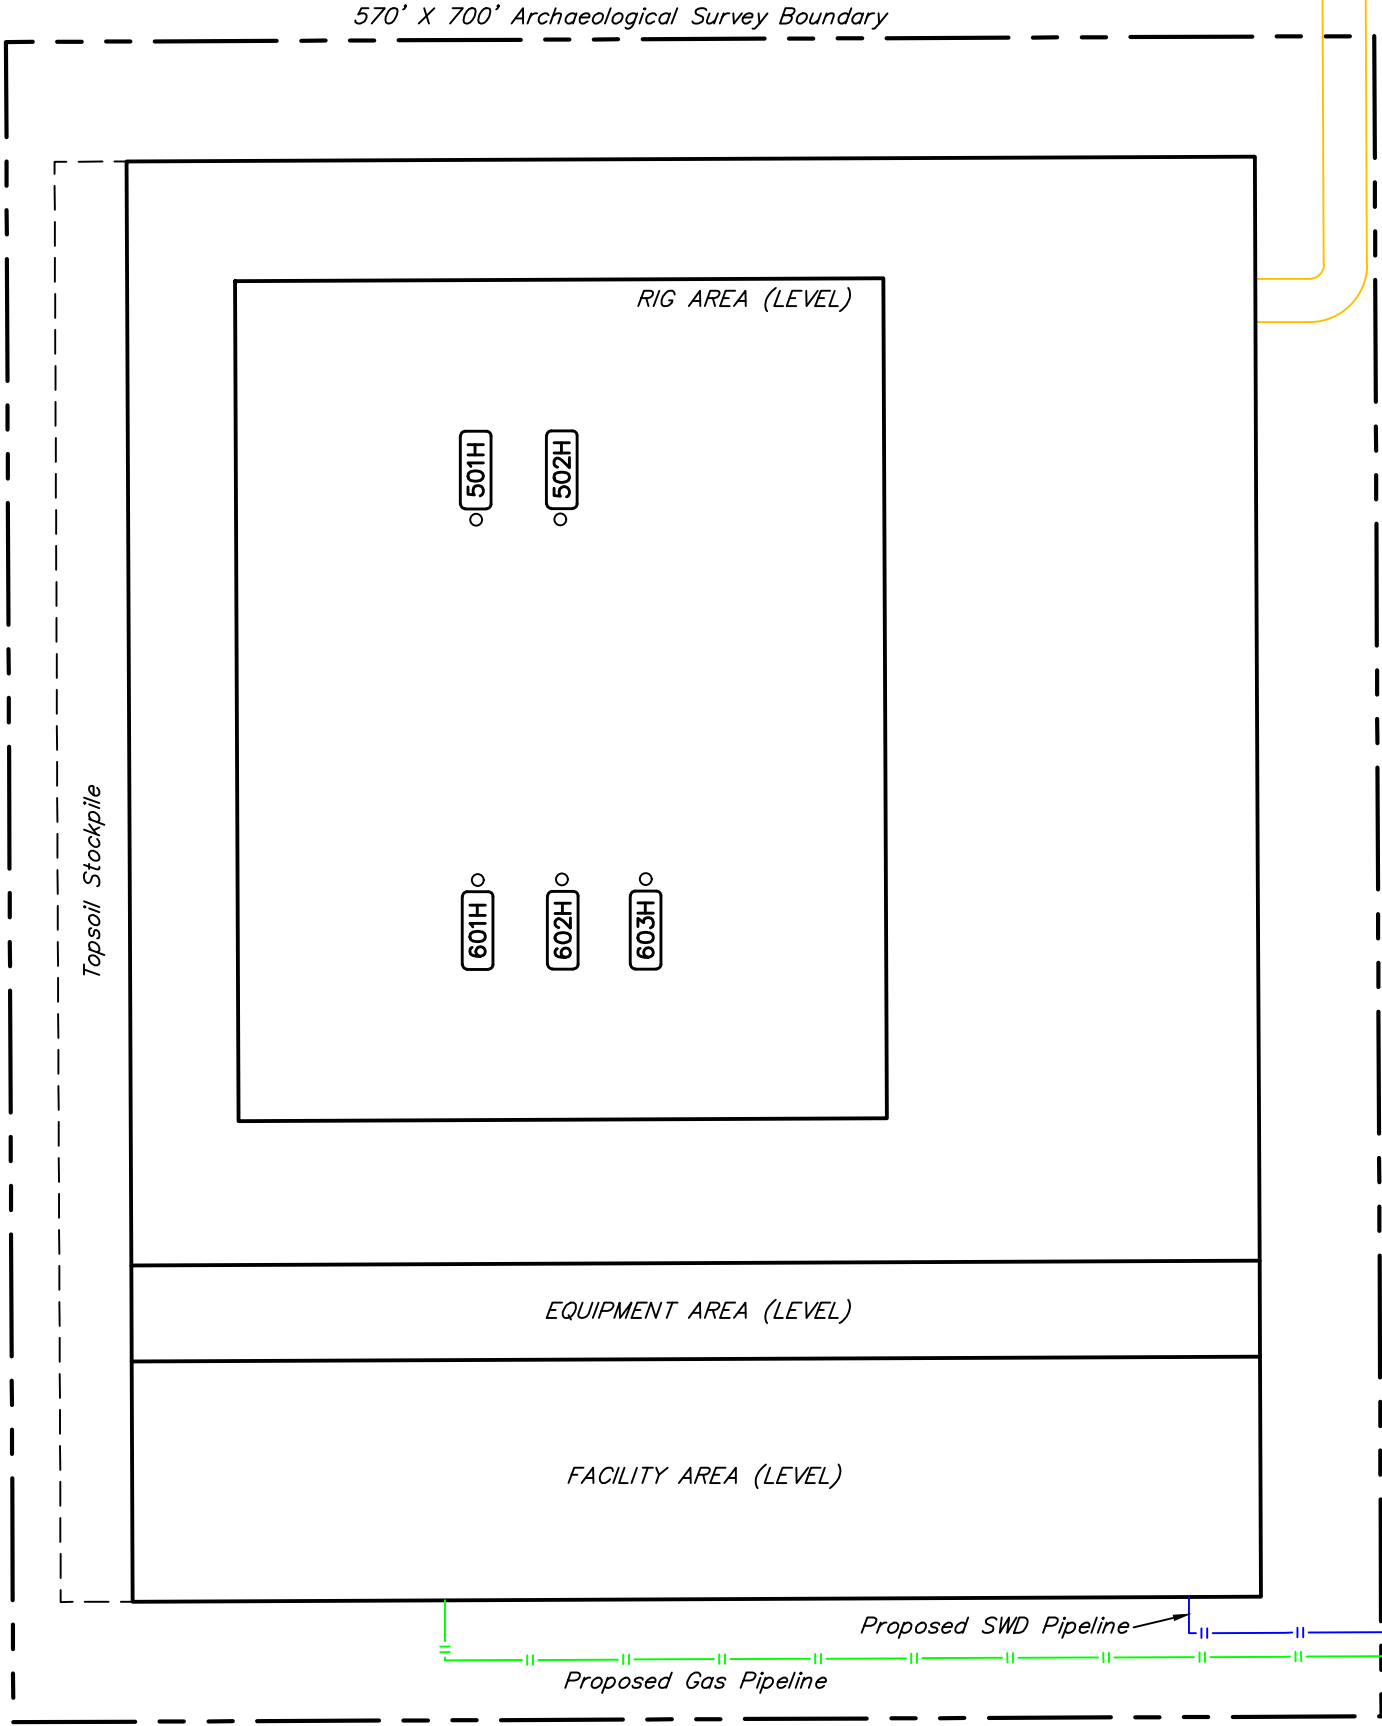 570' X 700' Archaeological Survey Boundary
RIG AREA (LEVEL)
501H
502H
Topsoil Stockpile
601H
602H
603H
EQUIPMENT AREA (LEVEL)
FACILITY AREA (LEVEL)
Proposed SWD Pipeline
Proposed Gas Pipeline